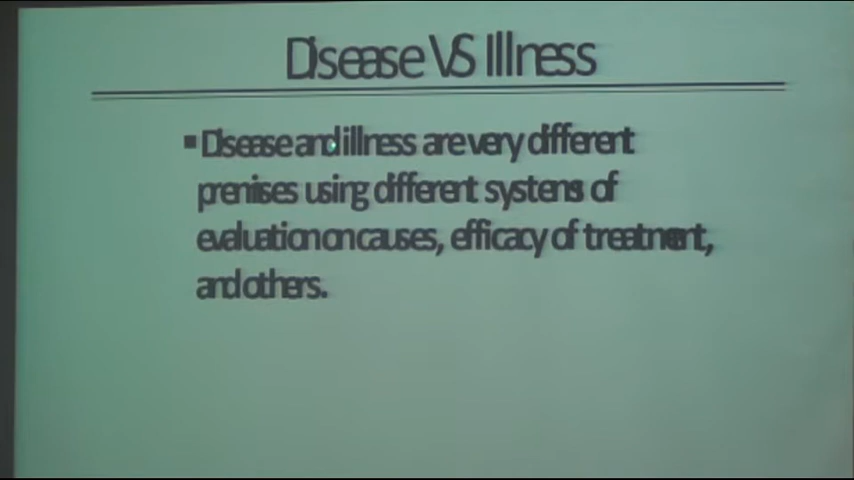 Disease VS Illness
▪ Disease and illness are very different
premises using different systems of
evaluation on causes, efficacy of treatment,
and others.